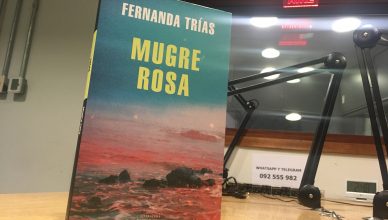 FERNANDA TRÍAS
MUGRE
ROSA
WHATSAPP Y TELEGRAM
092 555 982